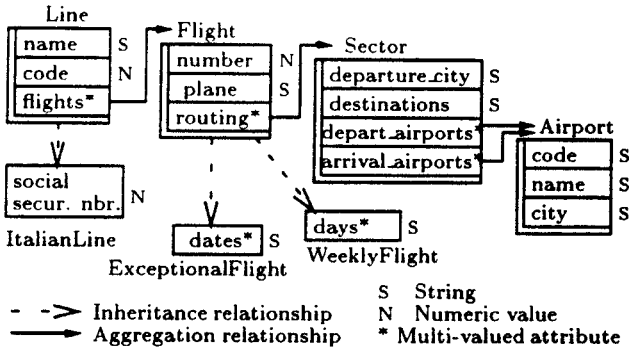 Line
name S
code N
flights*
Flight
number N
plane S
routing*
Sector
departure_city S
destinations S
depart_airports*
arrival_airports*
Airport
code S
name S
city S
social
secur. nbr. N
ItalianLine
dates* S
ExceptionalFlight
days* S
WeeklyFlight
Inheritance relationship
Aggregation relationship
S String
N Numeric value
* Multi-valued attribute